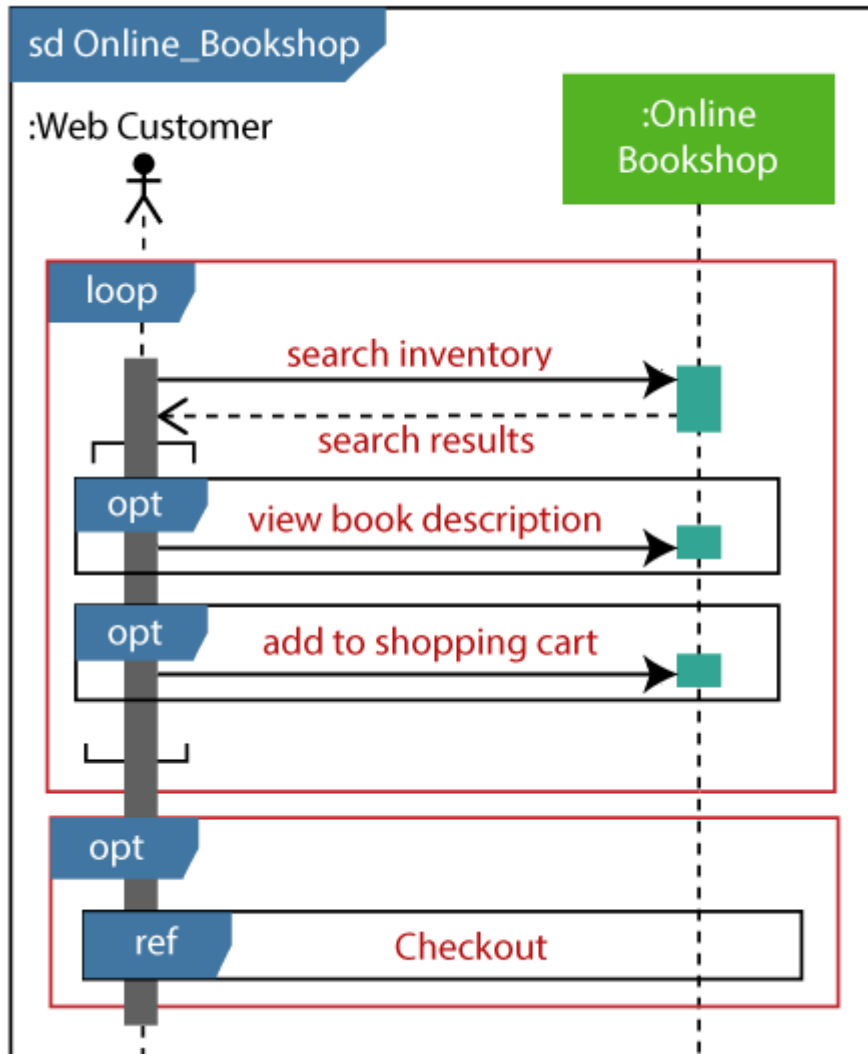 sd Online_Bookshop
:Web Customer
:Online
Bookshop
loop
search inventory
search results
opt
view book description
opt
add to shopping cart
opt
ref
Checkout